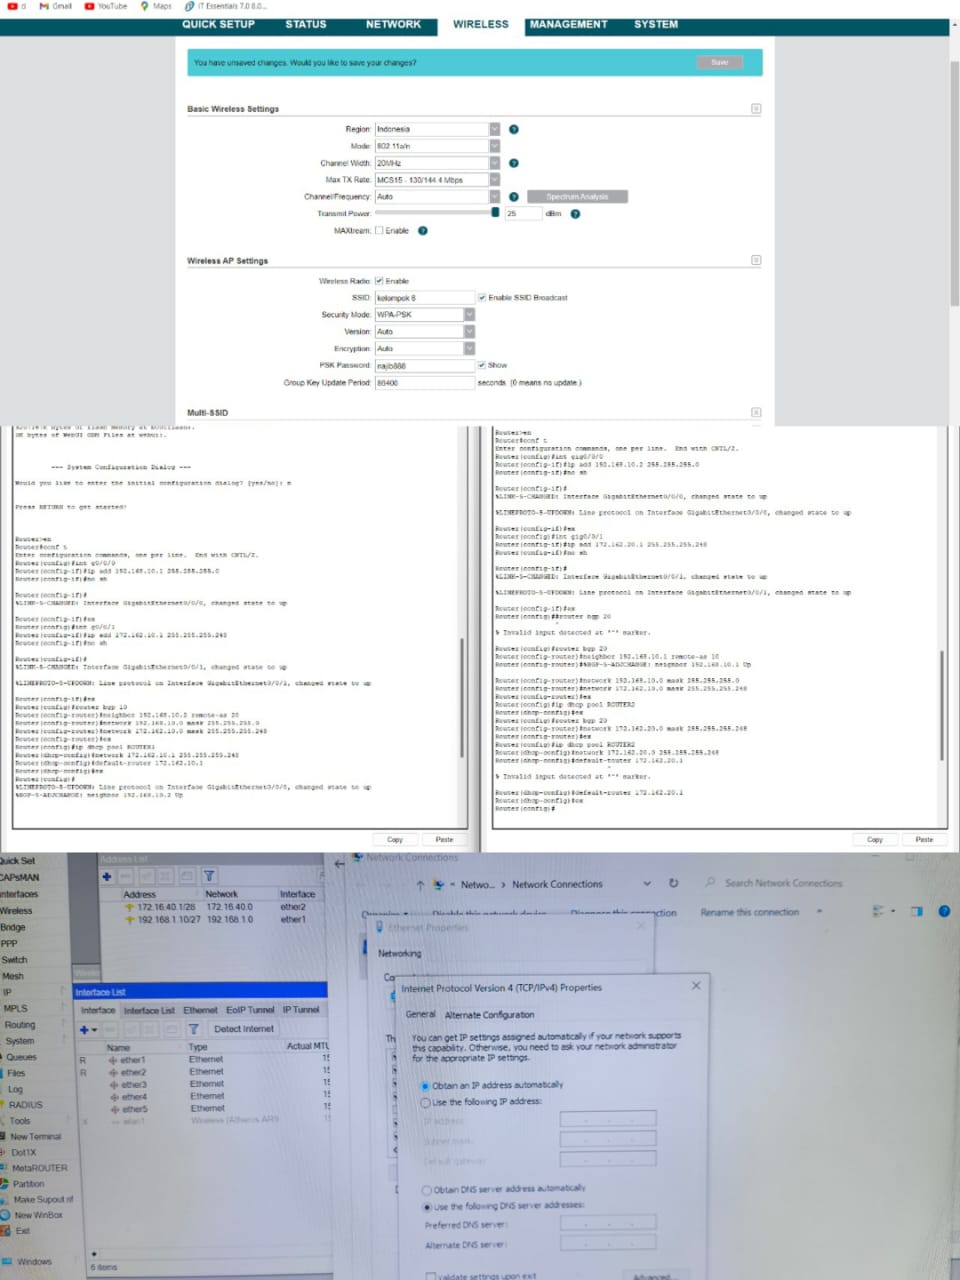 Gmail YouTube Maps IT Essentials 7.0 8.0...
QUICK SETUP STATUS NETWORK WIRELESS MANAGEMENT SYSTEM
You have unsaved changes. Would you like to save your changes? Save
Basic Wireless Settings
Region: Indonesia
Mode: 802.11a/n
Channel Width: 20MHz
Max TX Rate: MCS15 - 130/144.4 Mbps
Channel/Frequency: Auto Spectrum Analysis
Transmit Power: 25 dBm
MAXtream: Enable
Wireless AP Settings
Wireless Radio: Enable
SSID: kelompok 6 Enable SSID Broadcast
Security Mode: WPA-PSK
Version: Auto
Encryption: Auto
PSK Password: najib888 Show
Group Key Update Period: 86400 seconds (0 means no update.)
Multi-SSID
--- System Configuration Dialog ---
Would you like to enter the initial configuration dialog? [yes/no]: n
Press RETURN to get started!
Router>en
Router#conf t
Enter configuration commands, one per line. End with CNTL/Z.
Router(config)#int g0/0/0
Router(config-if)#ip add 192.168.10.1 255.255.255.0
Router(config-if)#no sh
Router(config-if)#
%LINK-5-CHANGED: Interface GigabitEthernet0/0/0, changed state to up
Router(config-if)#ex
Router(config)#int g0/0/1
Router(config-if)#ip add 172.162.10.1 255.255.255.248
Router(config-if)#no sh
Router(config-if)#
%LINK-5-CHANGED: Interface GigabitEthernet0/0/1, changed state to up
%LINEPROTO-5-UPDOWN: Line protocol on Interface GigabitEthernet0/0/1, changed state to up
Router(config-if)#ex
Router(config)#router bgp 10
Router(config-router)#neighbor 192.168.10.2 remote-as 20
Router(config-router)#network 192.168.10.0 mask 255.255.255.0
Router(config-router)#network 172.162.10.0 mask 255.255.255.248
Router(config-router)#ex
Router(config)#ip dhcp pool ROUTER1
Router(dhcp-config)#network 172.162.10.1 255.255.255.248
Router(dhcp-config)#default-router 172.162.10.1
Router(dhcp-config)#ex
Router(config)#
%LINEPROTO-5-UPDOWN: Line protocol on Interface GigabitEthernet0/0/0, changed state to up
%BGP-5-ADJCHANGE: neighbor 192.168.10.2 Up
Copy Paste
Router>en
Router#conf t
Enter configuration commands, one per line. End with CNTL/Z.
Router(config)#int gig0/0/0
Router(config-if)#ip add 192.168.10.2 255.255.255.0
Router(config-if)#no sh
Router(config-if)#
%LINK-5-CHANGED: Interface GigabitEthernet0/0/0, changed state to up
%LINEPROTO-5-UPDOWN: Line protocol on Interface GigabitEthernet0/0/0, changed state to up
Router(config-if)#ex
Router(config)#int gig0/0/1
Router(config-if)#ip add 172.162.20.1 255.255.255.248
Router(config-if)#no sh
Router(config-if)#
%LINK-5-CHANGED: Interface GigabitEthernet0/0/1, changed state to up
%LINEPROTO-5-UPDOWN: Line protocol on Interface GigabitEthernet0/0/1, changed state to up
Router(config-if)#ex
Router(config)##router bgp 20
^
% Invalid input detected at '^' marker.
Router(config)#router bgp 20
Router(config-router)#neighbor 192.168.10.1 remote-as 10
Router(config-router)#%BGP-5-ADJCHANGE: neighbor 192.168.10.1 Up
Router(config-router)#network 192.168.10.0 mask 255.255.255.0
Router(config-router)#network 172.162.10.0 mask 255.255.255.248
Router(config-router)#ex
Router(config)#ip dhcp pool ROUTER2
Router(dhcp-config)#ex
Router(config)#router bgp 20
Router(config-router)#network 172.162.20.0 mask 255.255.255.248
Router(config-router)#ex
Router(config)#ip dhcp pool ROUTER2
Router(dhcp-config)#network 172.162.20.0 255.255.255.248
Router(dhcp-config)#default-touter 172.162.20.1
^
% Invalid input detected at '^' marker.
Router(dhcp-config)#default-router 172.162.20.1
Router(dhcp-config)#ex
Router(config)#
Copy Paste
Quick Set
CAPsMAN
Interfaces
Wireless
Bridge
PPP
Switch
Mesh
IP
MPLS
Routing
System
Queues
Files
Log
RADIUS
Tools
New Terminal
Dot1X
MetaROUTER
Partition
Make Supout.rif
New WinBox
Exit
Windows
Address List
Address Network Interface
172.16.40.1/28 172.16.40.0 ether2
192.168.1.10/27 192.168.1.0 ether1
Interface List
Interface Interface List Ethernet EoIP Tunnel IP Tunnel
Detect Internet
Name Type Actual MTU
R ether1 Ethernet 15
R ether2 Ethernet 15
ether3 Ethernet 15
ether4 Ethernet 15
ether5 Ethernet 15
X wlan1 Wireless (Atheros AR9 15
6 items
Network Connections
Netwo... > Network Connections
Search Network Connections
Organize Disable this network device Diagnose this connection Rename this connection
Ethernet Properties
Networking
Internet Protocol Version 4 (TCP/IPv4) Properties
General Alternate Configuration
You can get IP settings assigned automatically if your network supports
this capability. Otherwise, you need to ask your network administrator
for the appropriate IP settings.
Obtain an IP address automatically
Use the following IP address:
IP address:
Subnet mask:
Default gateway:
Obtain DNS server address automatically
Use the following DNS server addresses:
Preferred DNS server:
Alternate DNS server:
Validate settings upon exit
Advanced...